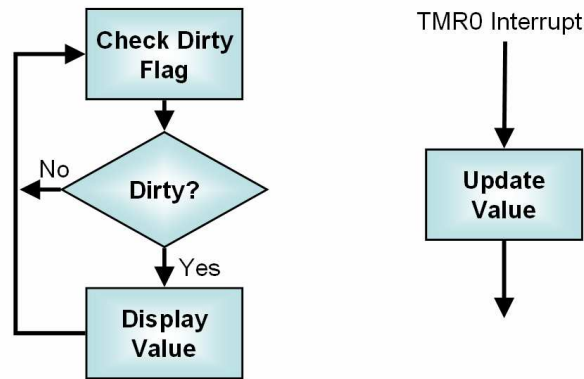 Check Dirty
Flag
No
Dirty?
Yes
Display
Value
TMR0 Interrupt
Update
Value